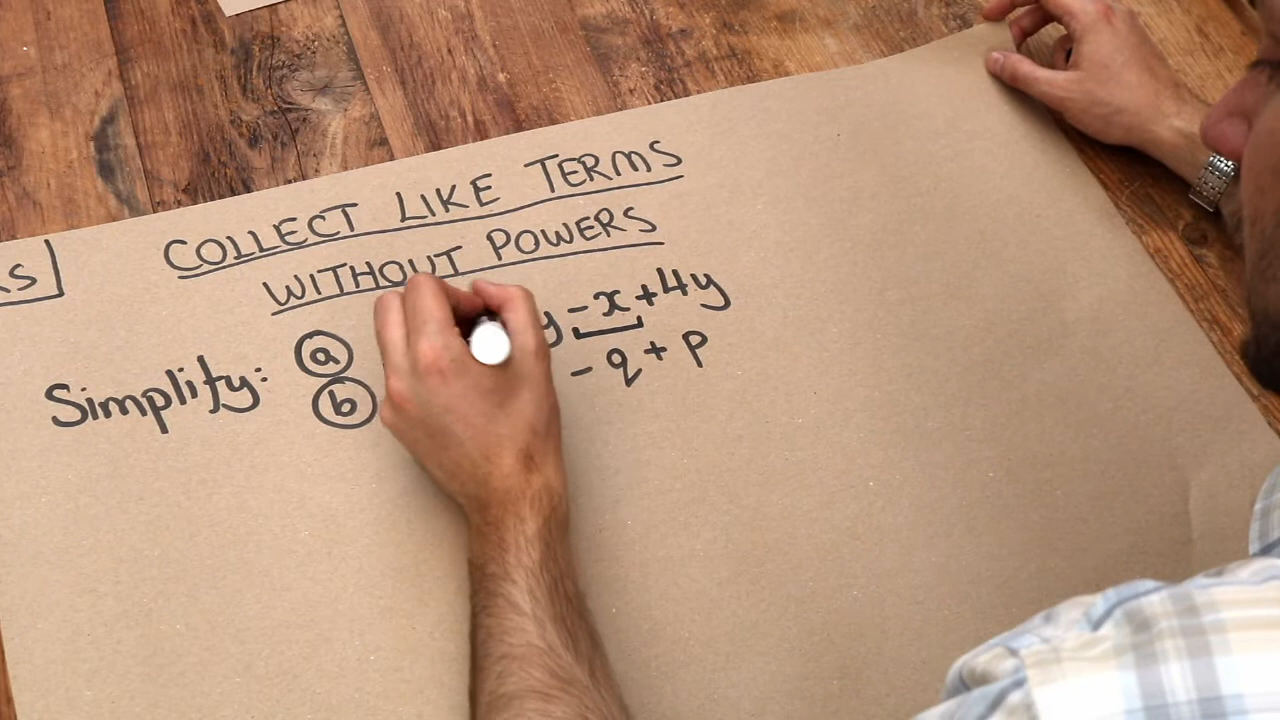 COLLECT LIKE TERMS
WITHOUT POWERS
Simplify: a y - x + 4y
b - q + p